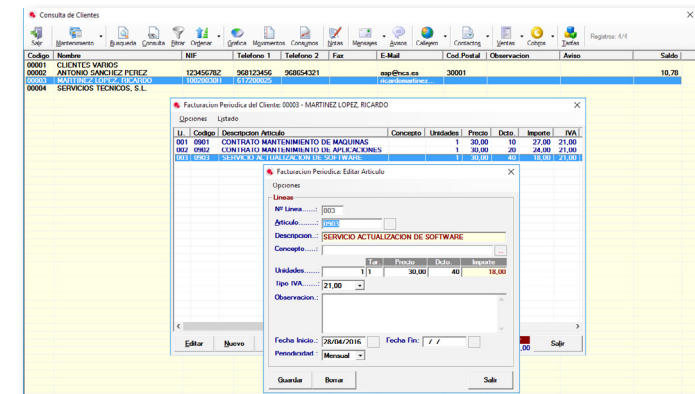 Consulta de Clientes
Salir Mantenimiento Busqueda Consulta Filtrar Ordenar Grafica Movimientos Consumos Notas Mensajes Avisos Callejero Contactos Ventas Cobros Tarifas Registros: 4/4
Codigo Nombre NIF Telefono 1 Telefono 2 Fax E-Mail Cod.Postal Observacion Aviso Saldo
00001 CLIENTES VARIOS
00002 ANTONIO SANCHEZ PEREZ 12345678Z 968123456 968654321 asp@nca.es 30001 10,78
00003 MARTINEZ LOPEZ, RICARDO 10020030H 617200025 ricardomartinez...
00004 SERVICIOS TECNICOS, S.L.
Facturacion Periodica del Cliente: 00003 - MARTINEZ LOPEZ, RICARDO
Opciones Listado
Li. Codigo Descripcion Articulo Concepto Unidades Precio Dcto. Importe IVA
001 0901 CONTRATO MANTENIMIENTO DE MAQUINAS 1 30,00 10 27,00 21,00
002 0902 CONTRATO MANTENIMIENTO DE APLICACIONES 1 30,00 20 24,00 21,00
003 0903 SERVICIO ACTUALIZACION DE SOFTWARE 1 30,00 40 18,00 21,00
Facturacion Periodica: Editar Articulo
Opciones
Lineas
Nº Linea......: 003
Articulo........: 0903
Descripcion..: SERVICIO ACTUALIZACION DE SOFTWARE
Concepto.....: ...
Tar. Precio Dcto. Importe
Unidades....... 1 1 30,00 40 18,00
Tipo IVA.......: 21,00
Observacion.:
Fecha Inicio.: 28/04/2016 Fecha Fin: / /
Periodicidad : Mensual
Guardar Borrar Salir
Editar Nuevo ,00 Salir